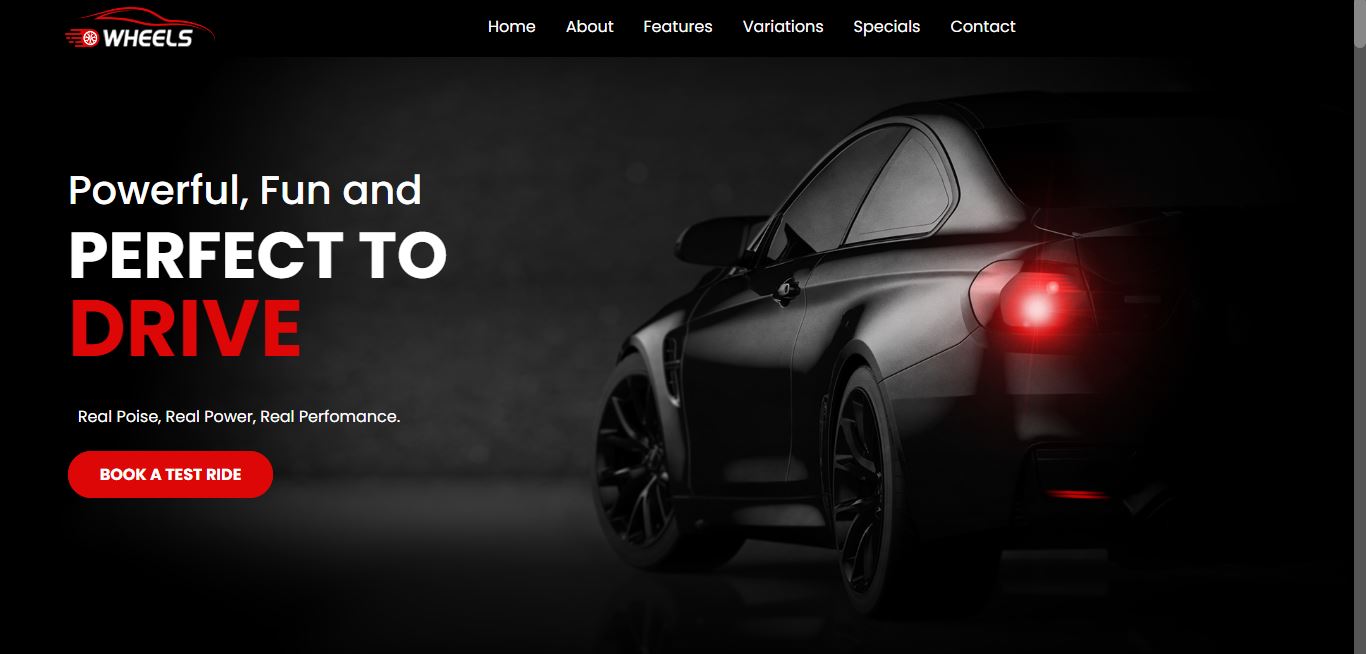 WHEELS
Home About Features Variations Specials Contact
Powerful, Fun and
PERFECT TO
DRIVE
Real Poise, Real Power, Real Perfomance.
BOOK A TEST RIDE